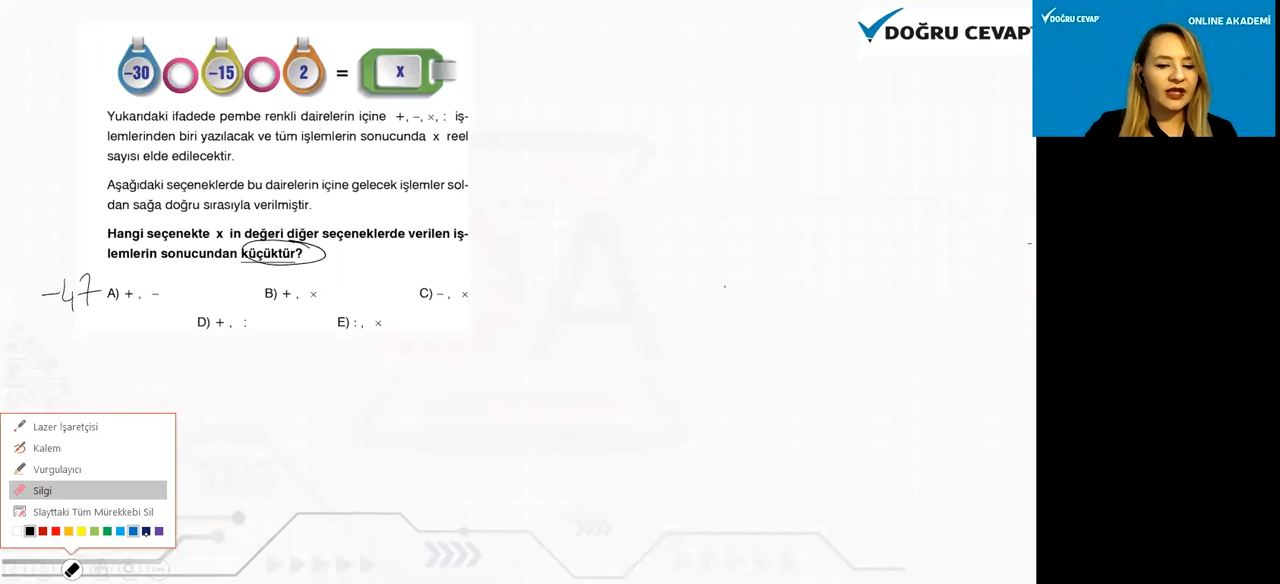 DOĞRU CEVAP
DOĞRU CEVAP
ONLINE AKADEMİ
-30 -15 2 = x
Yukarıdaki ifadede pembe renkli dairelerin içine +, –, ×, : iş-
lemlerinden biri yazılacak ve tüm işlemlerin sonucunda x reel
sayısı elde edilecektir.
Aşağıdaki seçeneklerde bu dairelerin içine gelecek işlemler sol-
dan sağa doğru sırasıyla verilmiştir.
Hangi seçenekte x in değeri diğer seçeneklerde verilen iş-
lemlerin sonucundan küçüktür?
-47 A) + , – B) + , × C) – , ×
D) + , : E) : , ×
Lazer İşaretçisi
Kalem
Vurgulayıcı
Silgi
Slayttaki Tüm Mürekkebi Sil